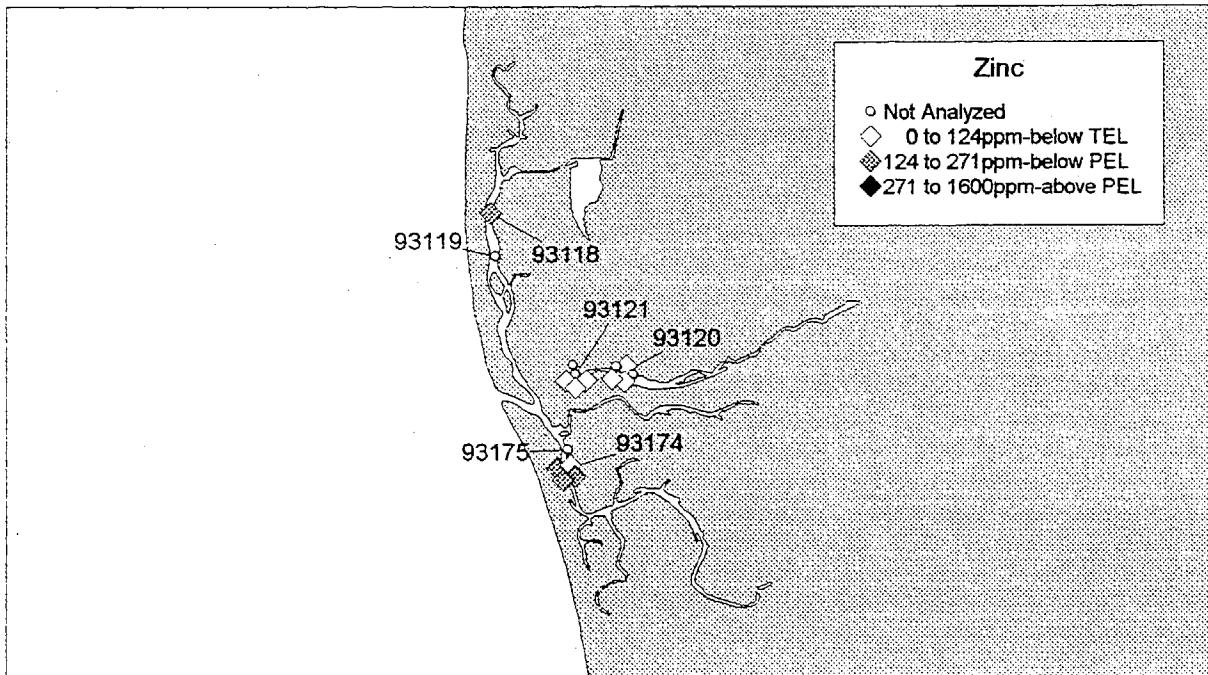 Zinc
Not Analyzed
0 to 124ppm-below TEL
124 to 271ppm-below PEL
271 to 1600ppm-above PEL
93119
93118
93121
93120
93175
93174